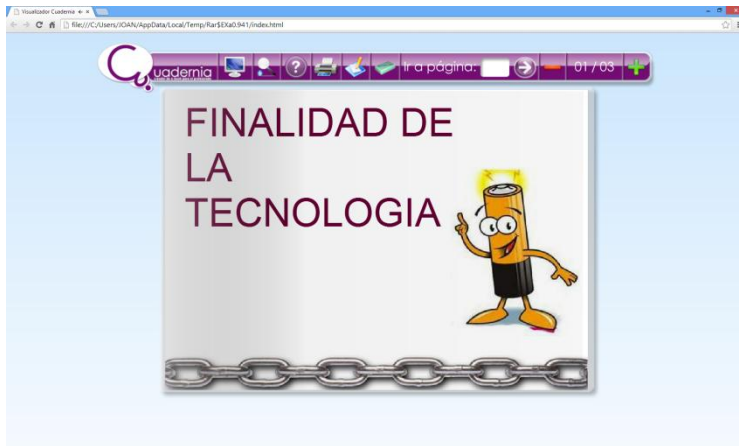 Visualizador Cuadernia
file:///C:/Users/JOAN/AppData/Local/Temp/Rar$EXa0.941/index.html
Cuadernia
Ir a página:
01 / 03
FINALIDAD DE
LA
TECNOLOGIA